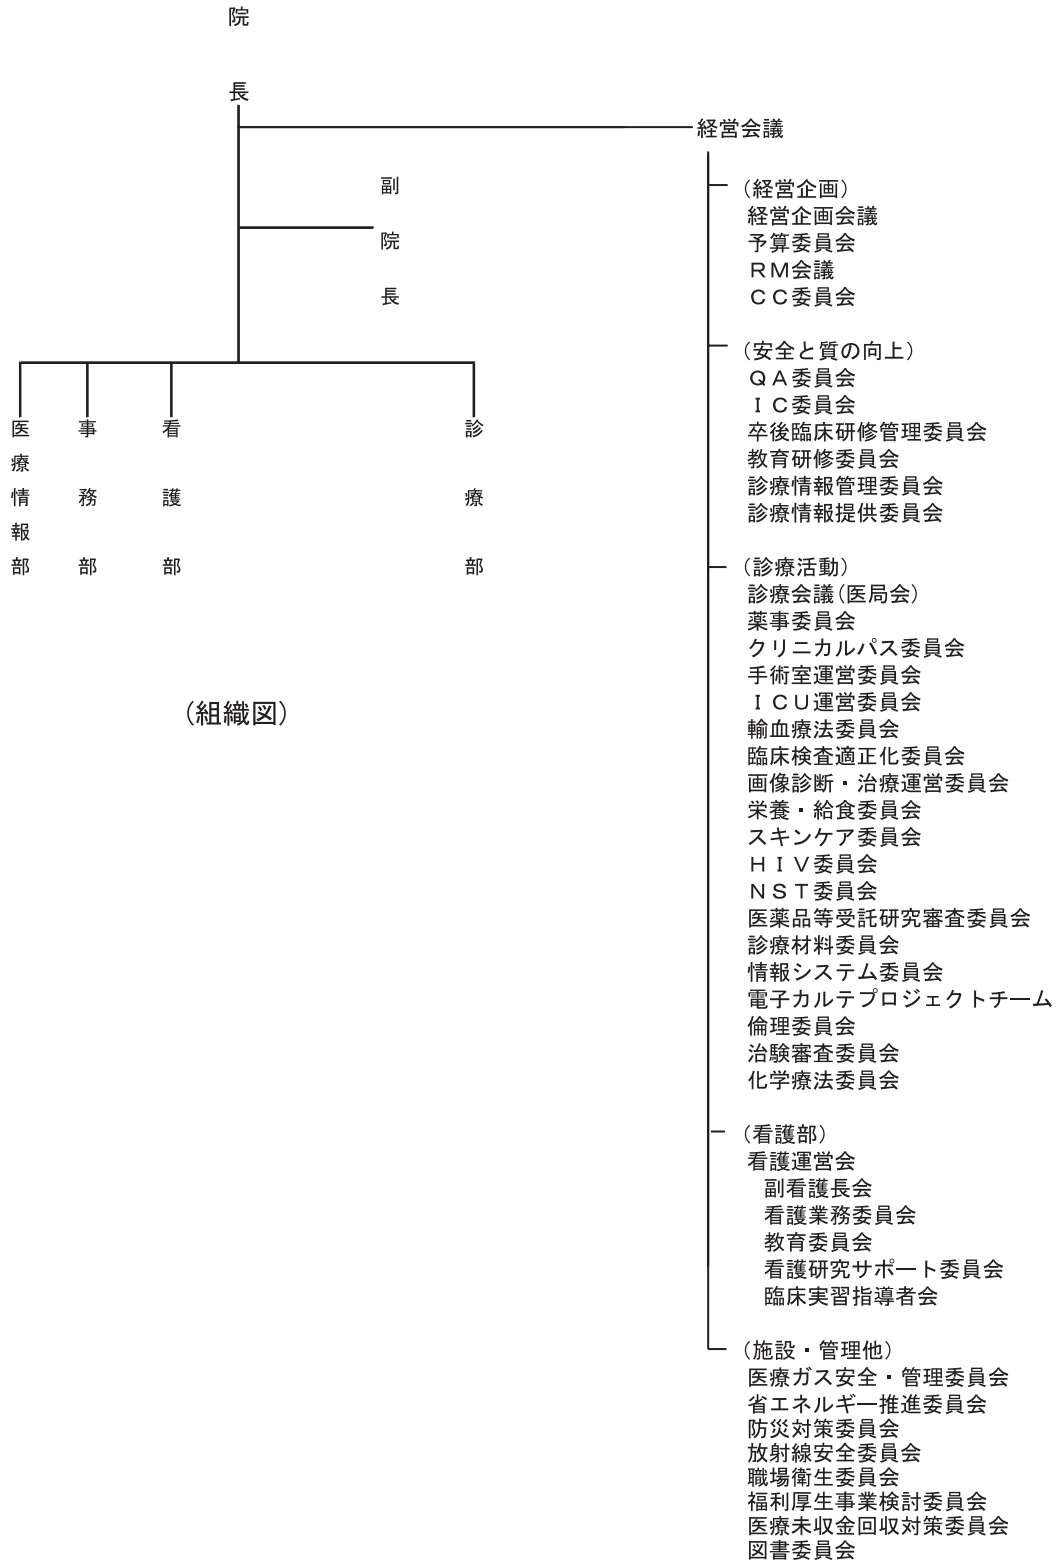 院長
経営会議
副院長
医療情報部
事務部
看護部
診療部
(組織図)
(経営企画)
経営企画会議
予算委員会
ＲＭ会議
ＣＣ委員会
(安全と質の向上)
ＱＡ委員会
ＩＣ委員会
卒後臨床研修管理委員会
教育研修委員会
診療情報管理委員会
診療情報提供委員会
(診療活動)
診療会議(医局会)
薬事委員会
クリニカルパス委員会
手術室運営委員会
ＩＣＵ運営委員会
輸血療法委員会
臨床検査適正化委員会
画像診断・治療運営委員会
栄養・給食委員会
スキンケア委員会
ＨＩＶ委員会
ＮＳＴ委員会
医薬品等受託研究審査委員会
診療材料委員会
情報システム委員会
電子カルテプロジェクトチーム
倫理委員会
治験審査委員会
化学療法委員会
(看護部)
看護運営会
副看護長会
看護業務委員会
教育委員会
看護研究サポート委員会
臨床実習指導者会
(施設・管理他)
医療ガス安全・管理委員会
省エネルギー推進委員会
防災対策委員会
放射線安全委員会
職場衛生委員会
福利厚生事業検討委員会
医療未収金回収対策委員会
図書委員会